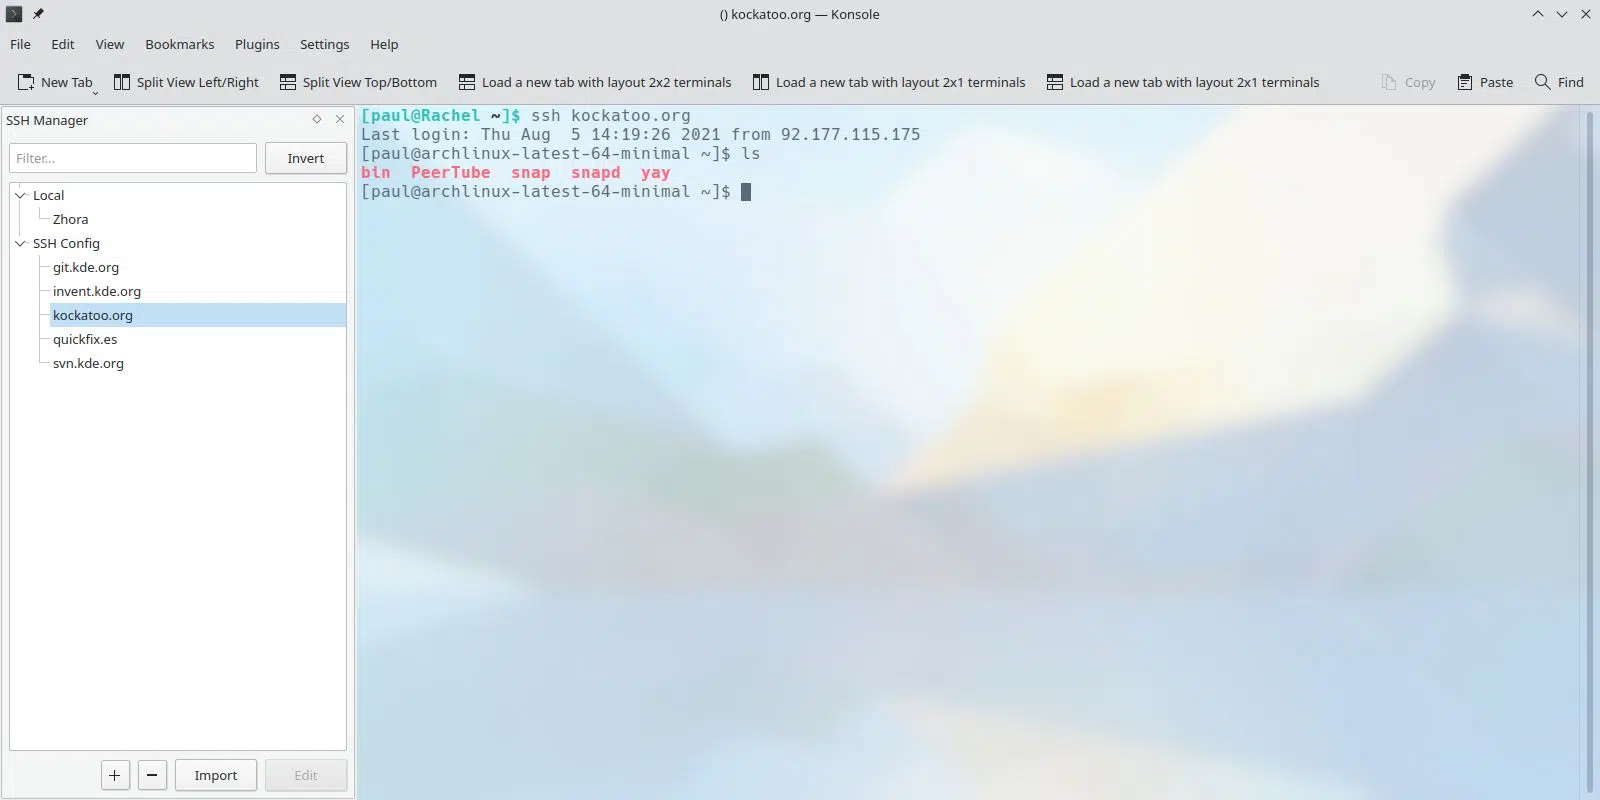 () kockatoo.org — Konsole
File Edit View Bookmarks Plugins Settings Help
New Tab Split View Left/Right Split View Top/Bottom Load a new tab with layout 2x2 terminals Load a new tab with layout 2x1 terminals Load a new tab with layout 2x1 terminals Copy Paste Find
SSH Manager
Filter... Invert
Local
Zhora
SSH Config
git.kde.org
invent.kde.org
kockatoo.org
quickfix.es
svn.kde.org
Import Edit
[paul@Rachel ~]$ ssh kockatoo.org
Last login: Thu Aug  5 14:19:26 2021 from 92.177.115.175
[paul@archlinux-latest-64-minimal ~]$ ls
bin  PeerTube  snap  snapd  yay
[paul@archlinux-latest-64-minimal ~]$